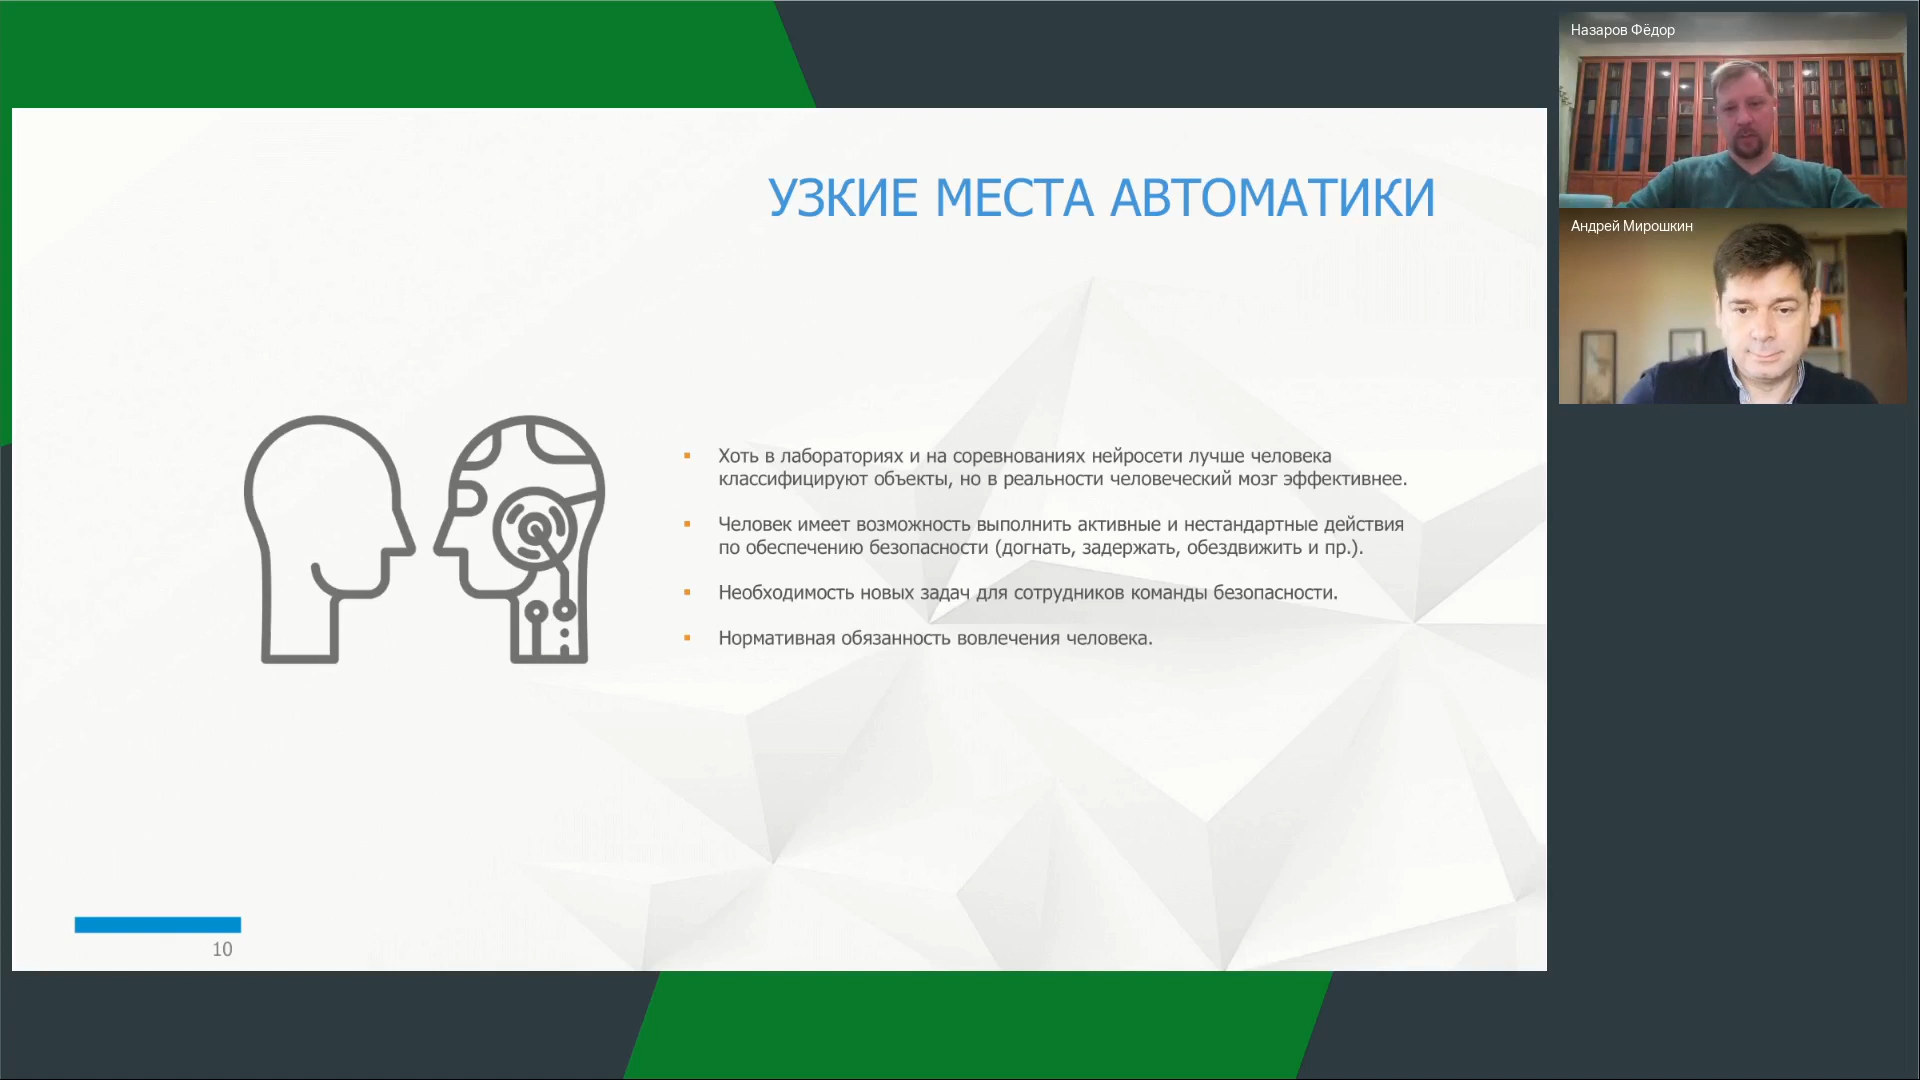 УЗКИЕ МЕСТА АВТОМАТИКИ
▪ Хоть в лабораториях и на соревнованиях нейросети лучше человека
классифицируют объекты, но в реальности человеческий мозг эффективнее.
▪ Человек имеет возможность выполнить активные и нестандартные действия
по обеспечению безопасности (догнать, задержать, обездвижить и пр.).
▪ Необходимость новых задач для сотрудников команды безопасности.
▪ Нормативная обязанность вовлечения человека.
10
Назаров Фёдор
Андрей Мирошкин